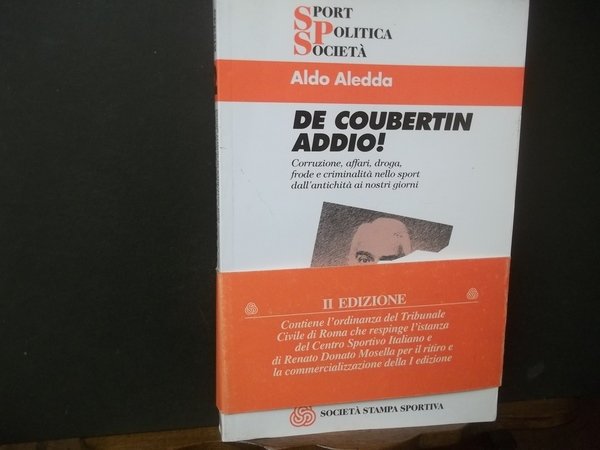 SPORT
POLITICA
SOCIETÀ
Aldo Aledda
DE COUBERTIN
ADDIO!
Corruzione, affari, droga,
frode e criminalità nello sport
dall'antichità ai nostri giorni
II EDIZIONE
Contiene l'ordinanza del Tribunale
Civile di Roma che respinge l'istanza
del Centro Sportivo Italiano e
di Renato Donato Mosella per il ritiro e
la commercializzazione della I edizione
SOCIETÀ STAMPA SPORTIVA